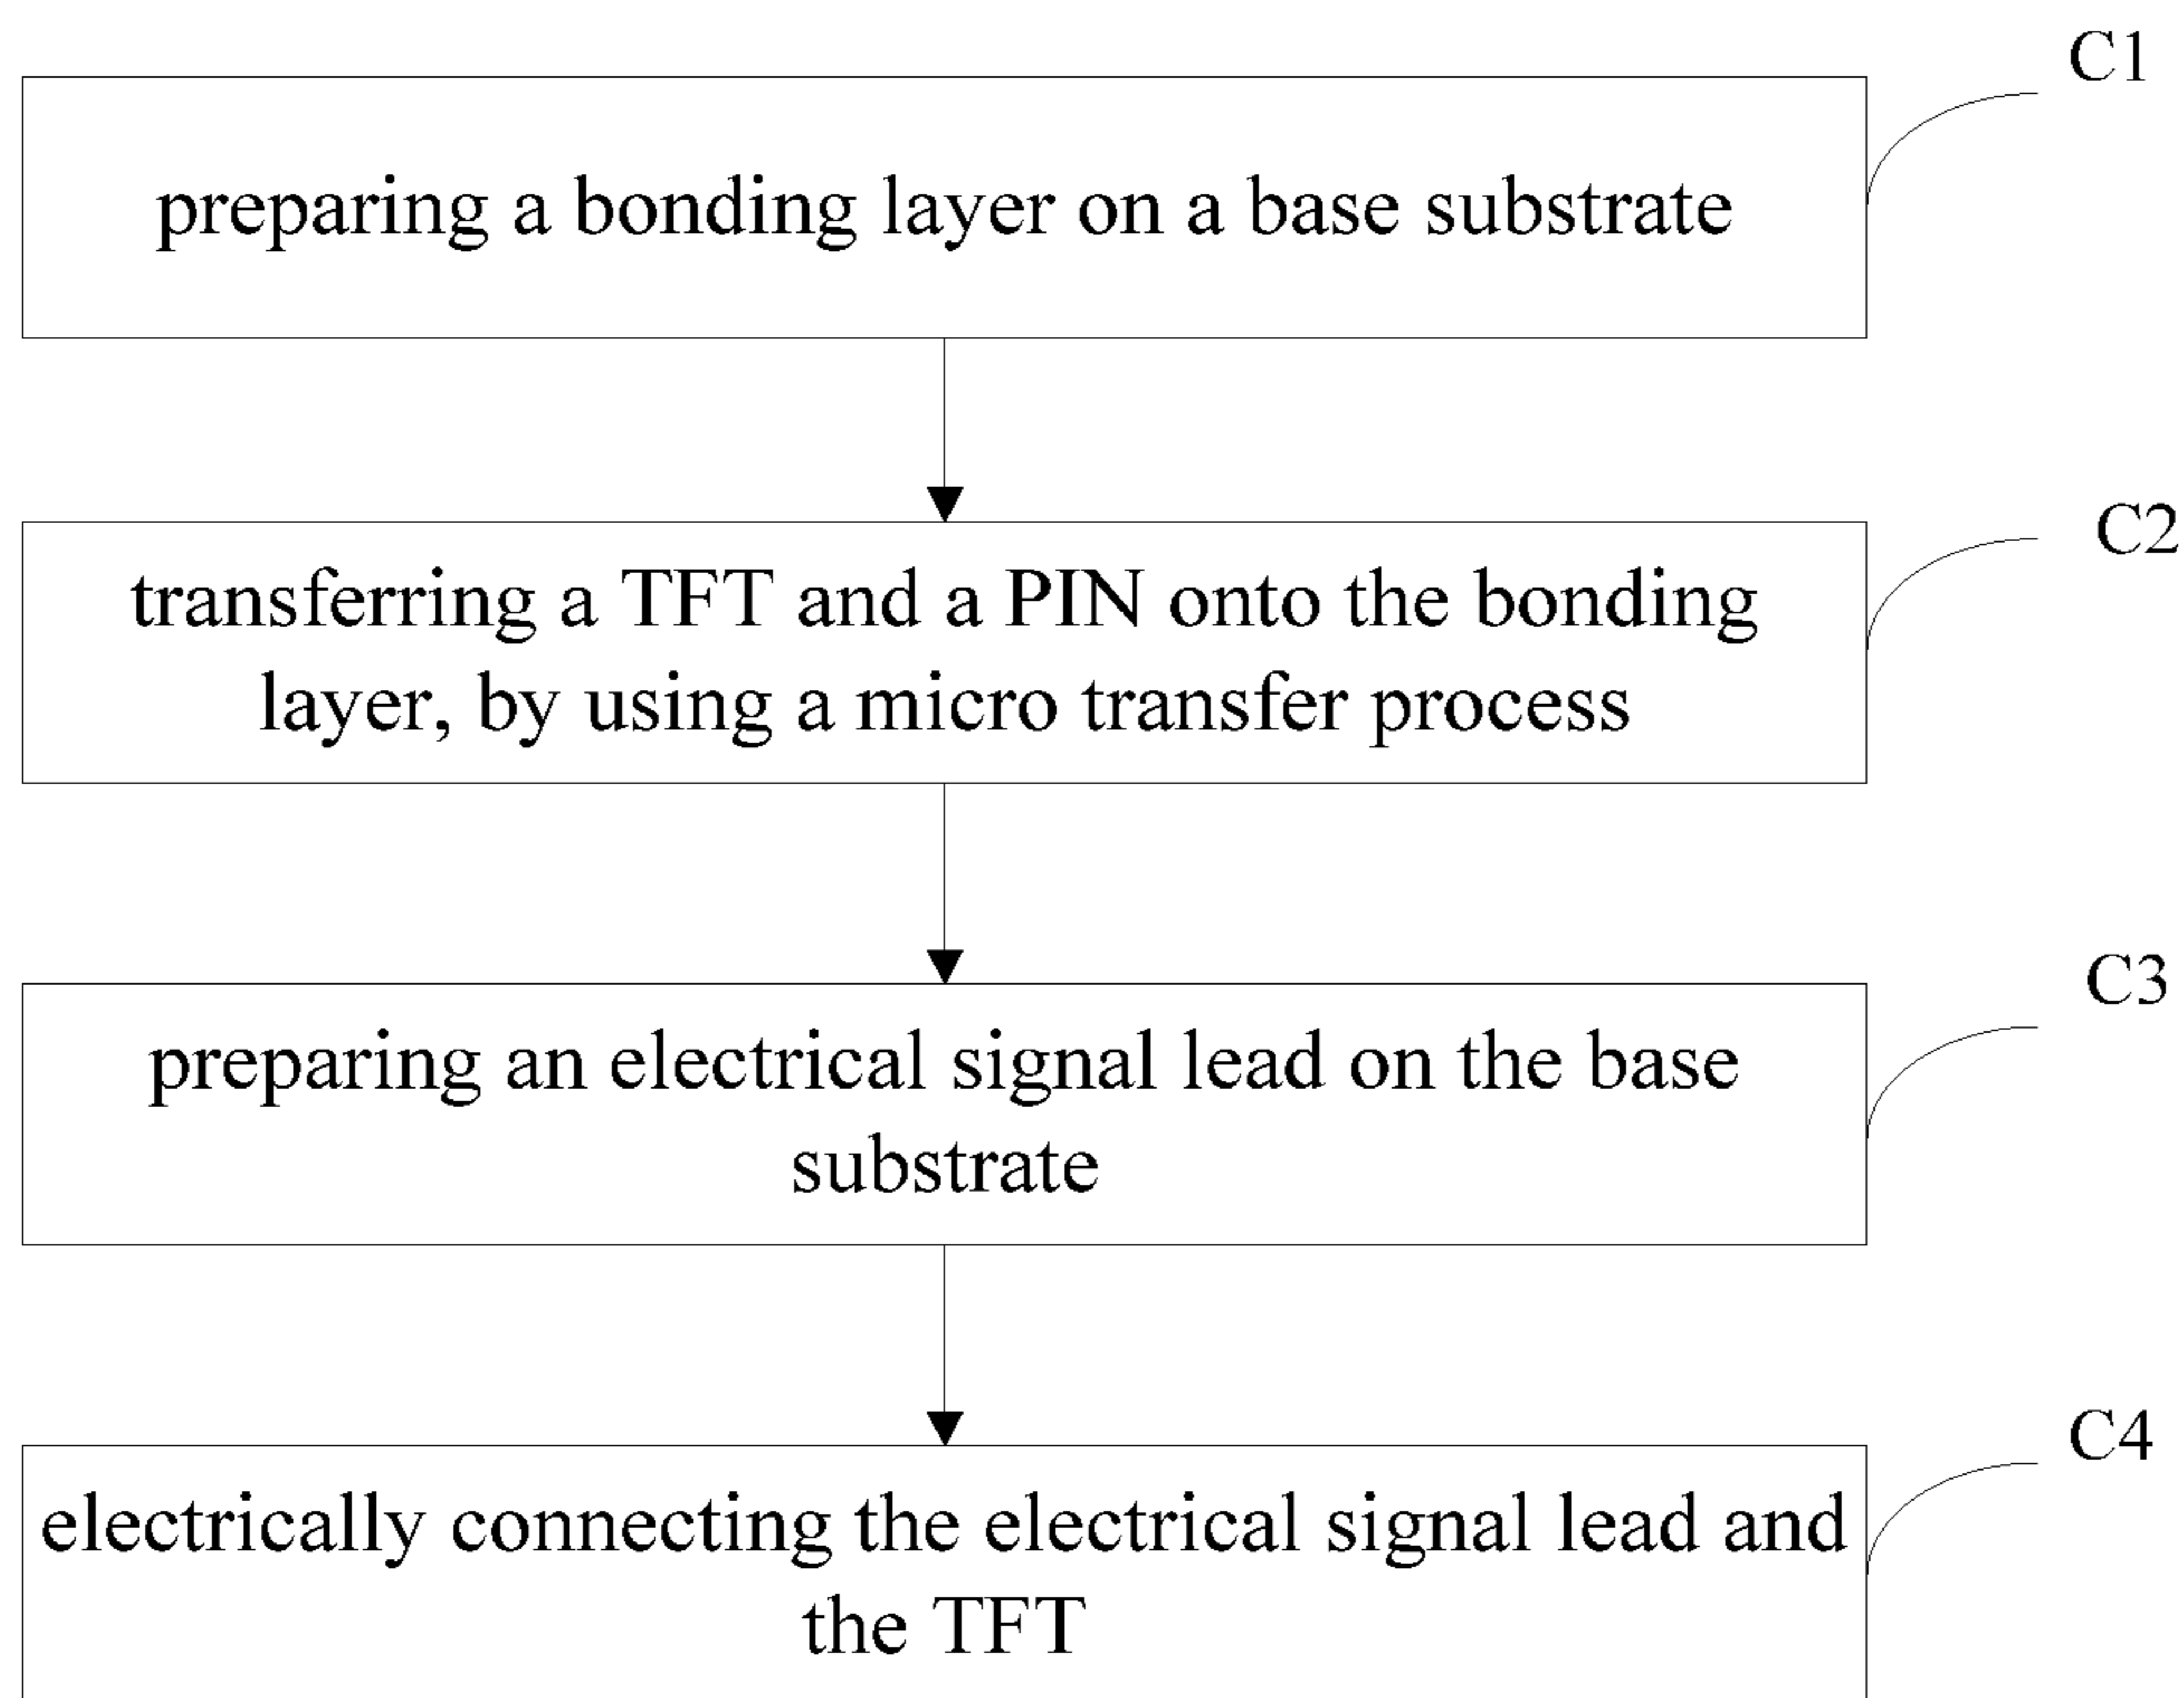 C1
preparing a bonding layer on a base substrate
C2
transferring a TFT and a PIN onto the bonding
layer, by using a micro transfer process
C3
preparing an electrical signal lead on the base
substrate
C4
electrically connecting the electrical signal lead and
the TFT